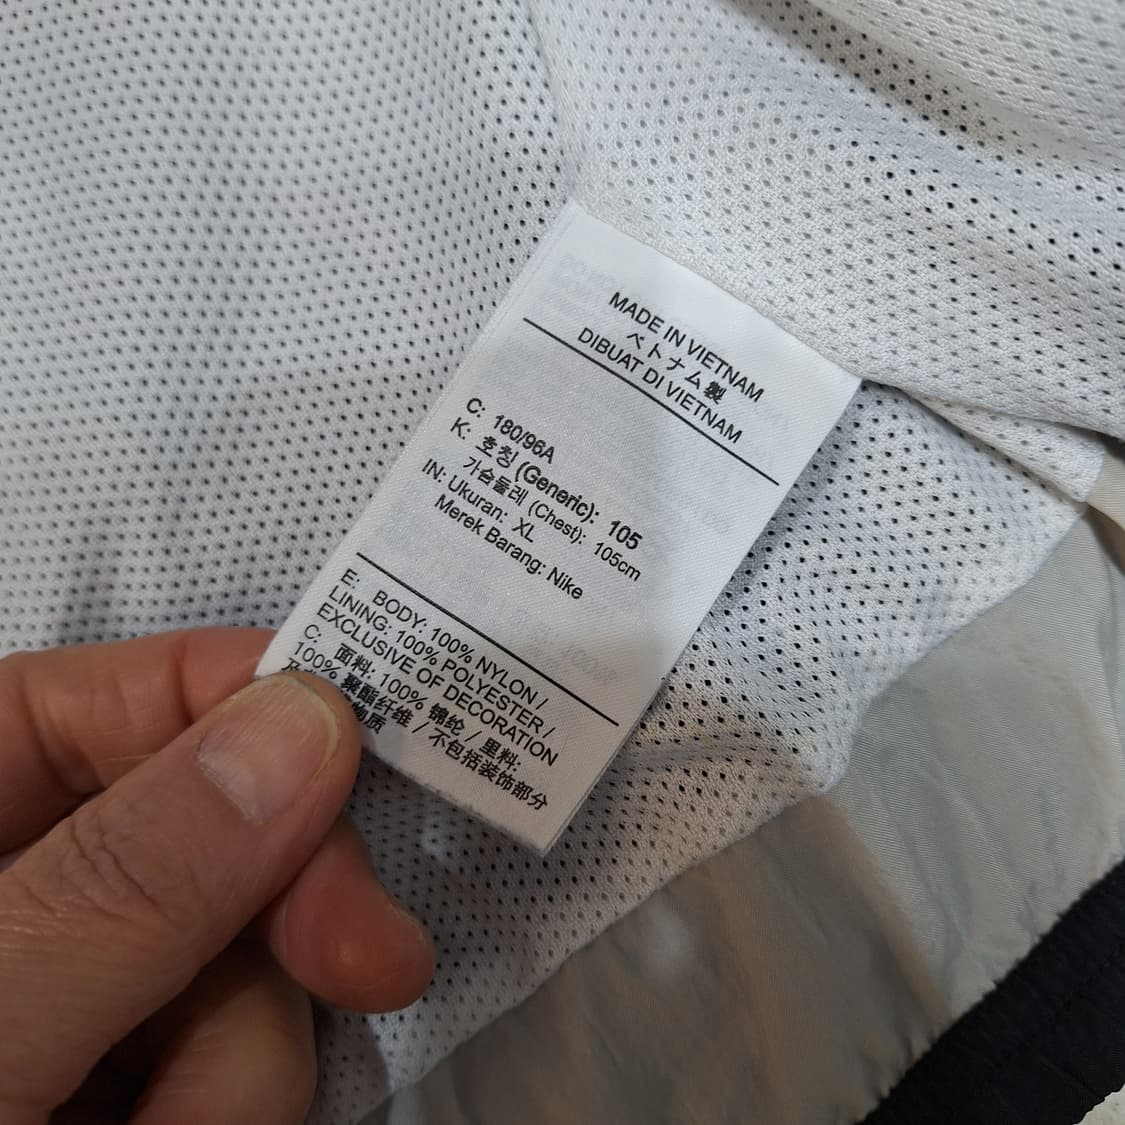 MADE IN VIETNAM
ベトナム製
DIBUAT DI VIETNAM
C: 180/96A
K: 호칭 (Generic): 105
가슴둘레 (Chest): 105cm
IN: Ukuran: XL
Merek Barang: Nike
E: BODY: 100% NYLON /
LINING: 100% POLYESTER /
EXCLUSIVE OF DECORATION
C: 面料: 100% 锦纶 / 里料:
100% 聚酯纤维 / 不包括装饰部分